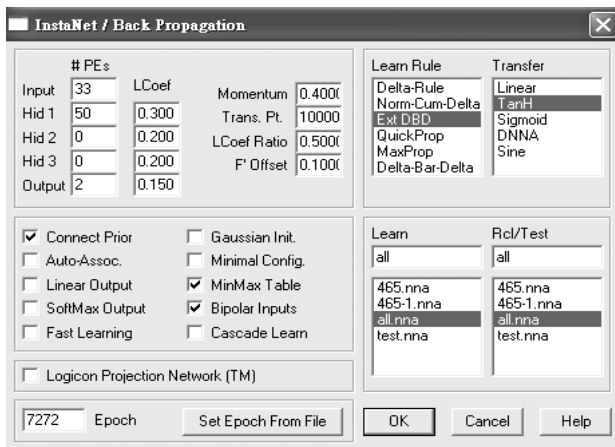 InstaNet / Back Propagation
# PEs
LCoef
Input 33
Hid 1 50 0.300
Hid 2 0 0.200
Hid 3 0 0.200
Output 2 0.150
Momentum 0.400(
Trans. Pt. 10000
LCoef Ratio 0.500(
F' Offset 0.100(
Learn Rule
Delta-Rule
Norm-Cum-Delta
Ext DBD
QuickProp
MaxProp
Delta-Bar-Delta
Transfer
Linear
TanH
Sigmoid
DNNA
Sine
Connect Prior
Auto-Assoc.
Linear Output
SoftMax Output
Fast Learning
Gaussian Init.
Minimal Config.
MinMax Table
Bipolar Inputs
Cascade Learn
Learn
all
465.nna
465-1.nna
all.nna
test.nna
Rcl/Test
all
465.nna
465-1.nna
all.nna
test.nna
Logicon Projection Network (TM)
7272 Epoch Set Epoch From File
OK Cancel Help